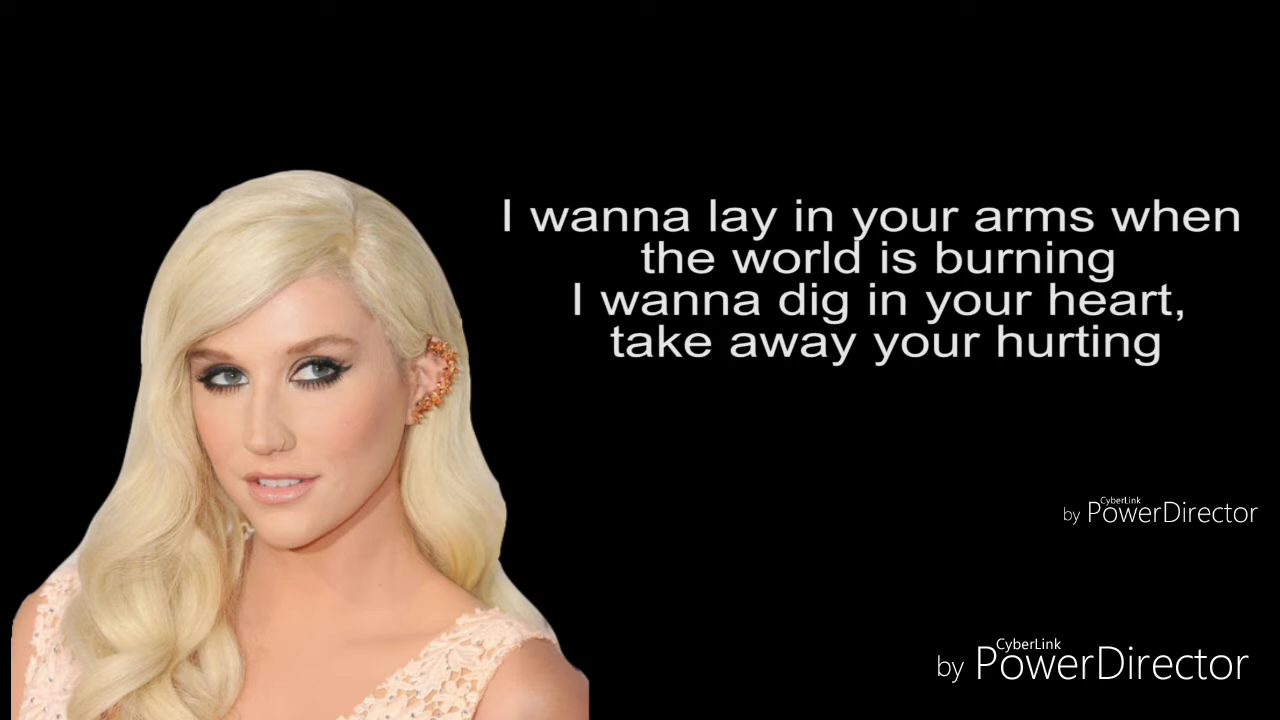 I wanna lay in your arms when
the world is burning
I wanna dig in your heart,
take away your hurting
CyberLink
by PowerDirector
CyberLink
by PowerDirector